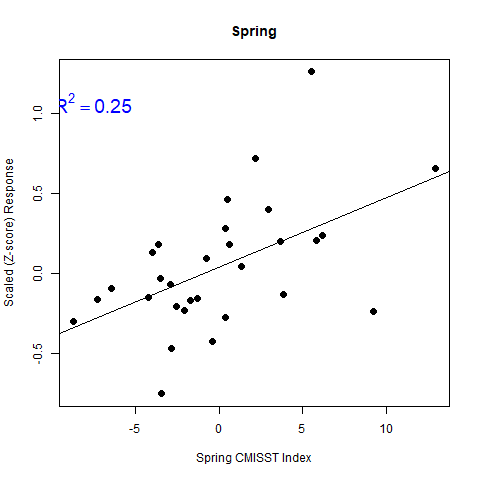 Spring
R² = 0.25
Scaled (Z-score) Response
1.0
0.5
0.0
-0.5
-5
0
5
10
Spring CMISST Index